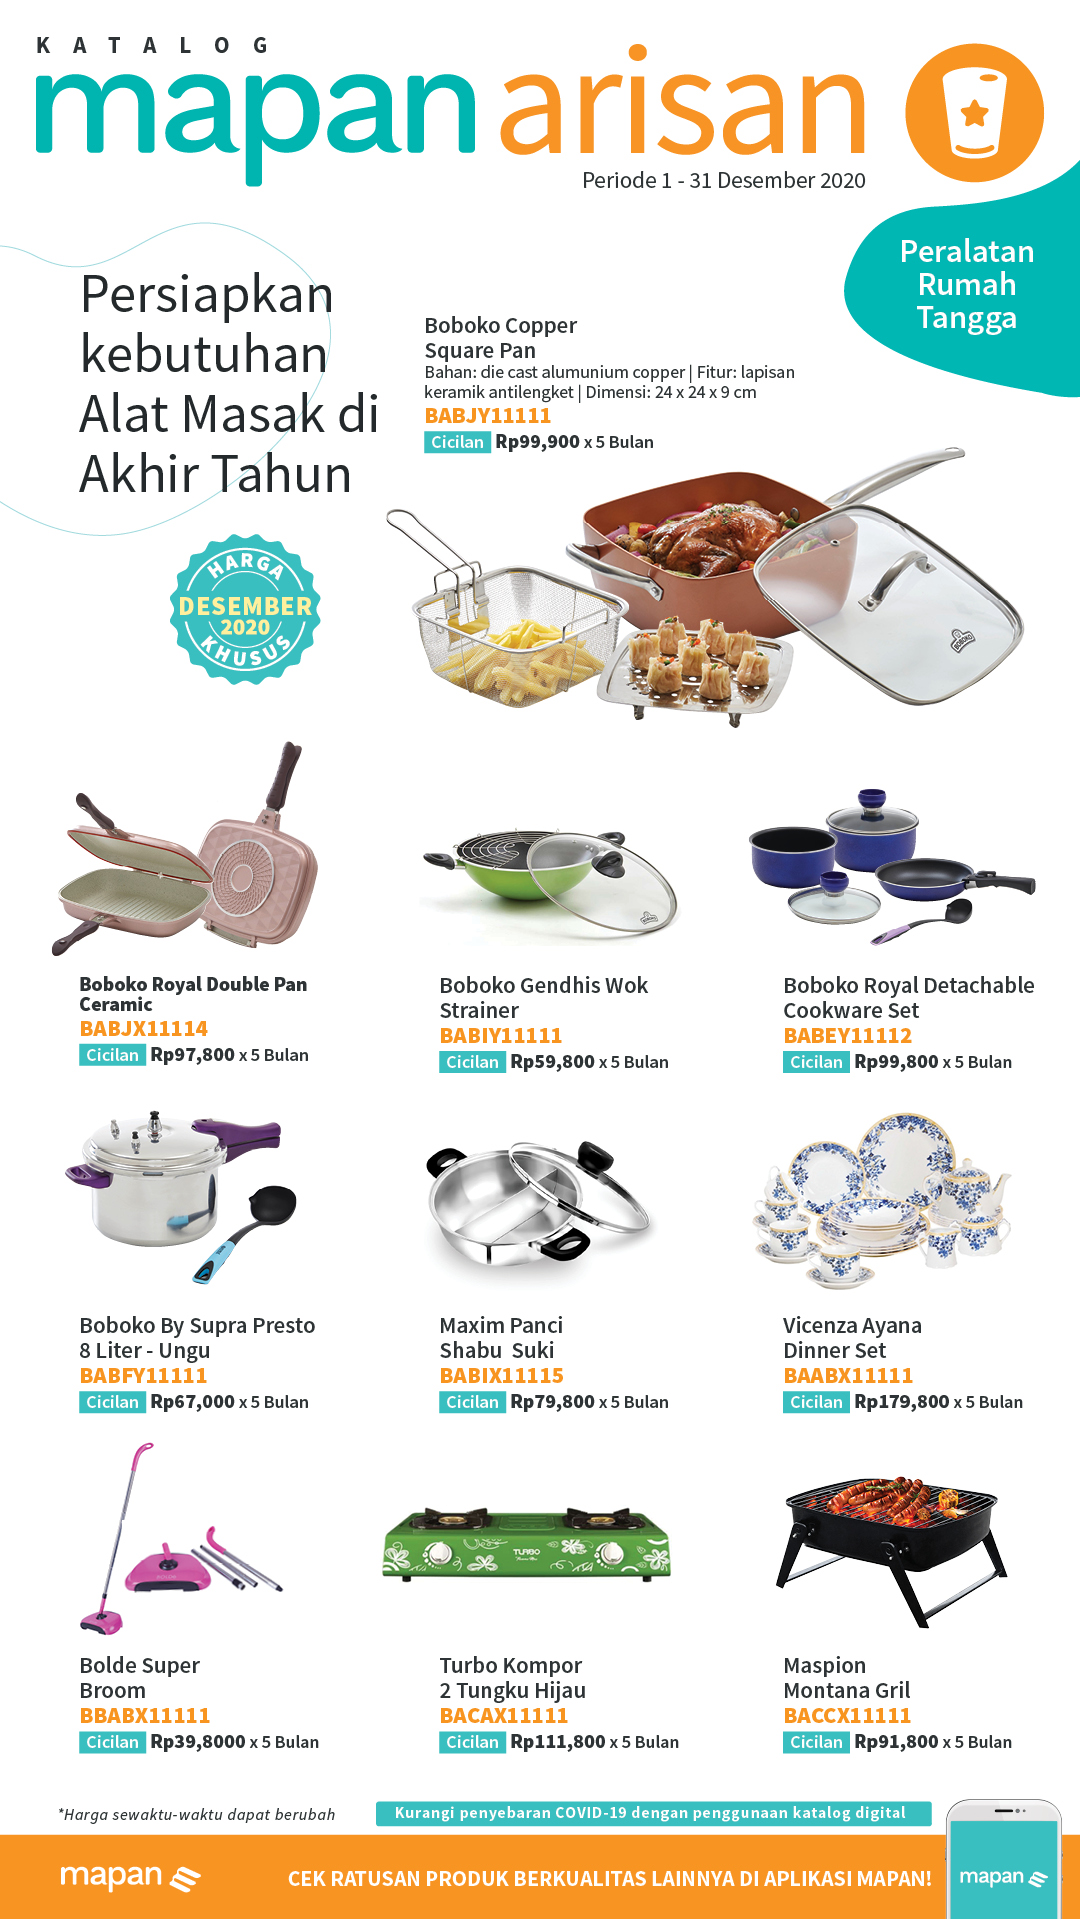 KATALOG
mapan arisan
Periode 1 - 31 Desember 2020
Peralatan
Rumah
Tangga
Persiapkan
kebutuhan
Alat Masak di
Akhir Tahun
HARGA
DESEMBER
2020
KHUSUS
Boboko Copper
Square Pan
Bahan: die cast alumunium copper | Fitur: lapisan
keramik antilengket | Dimensi: 24 x 24 x 9 cm
BABJY11111
Cicilan Rp99,900 x 5 Bulan
BOBOKO
Boboko Royal Double Pan
Ceramic
BABJX11114
Cicilan Rp97,800 x 5 Bulan
Boboko Gendhis Wok
Strainer
BABIY11111
Cicilan Rp59,800 x 5 Bulan
Boboko Royal Detachable
Cookware Set
BABEY11112
Cicilan Rp99,800 x 5 Bulan
Boboko By Supra Presto
8 Liter - Ungu
BABFY11111
Cicilan Rp67,000 x 5 Bulan
Maxim Panci
Shabu  Suki
BABIX11115
Cicilan Rp79,800 x 5 Bulan
Vicenza Ayana
Dinner Set
BAABX11111
Cicilan Rp179,800 x 5 Bulan
BOLDE
TURBO
Bolde Super
Broom
BBABX11111
Cicilan Rp39,8000 x 5 Bulan
Turbo Kompor
2 Tungku Hijau
BACAX11111
Cicilan Rp111,800 x 5 Bulan
Maspion
Montana Gril
BACCX11111
Cicilan Rp91,800 x 5 Bulan
*Harga sewaktu-waktu dapat berubah
Kurangi penyebaran COVID-19 dengan penggunaan katalog digital
mapan
CEK RATUSAN PRODUK BERKUALITAS LAINNYA DI APLIKASI MAPAN!
mapan